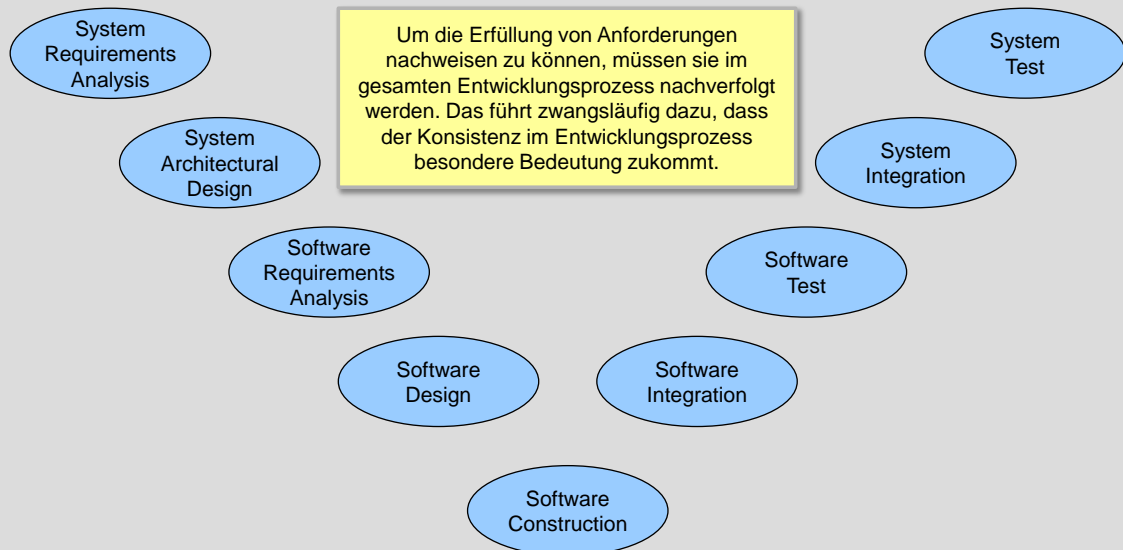 System
Requirements
Analysis
Um die Erfüllung von Anforderungen
nachweisen zu können, müssen sie im
gesamten Entwicklungsprozess nachverfolgt
werden. Das führt zwangsläufig dazu, dass
der Konsistenz im Entwicklungsprozess
besondere Bedeutung zukommt.
System
Test
System
Architectural
Design
System
Integration
Software
Requirements
Analysis
Software
Test
Software
Design
Software
Integration
Software
Construction